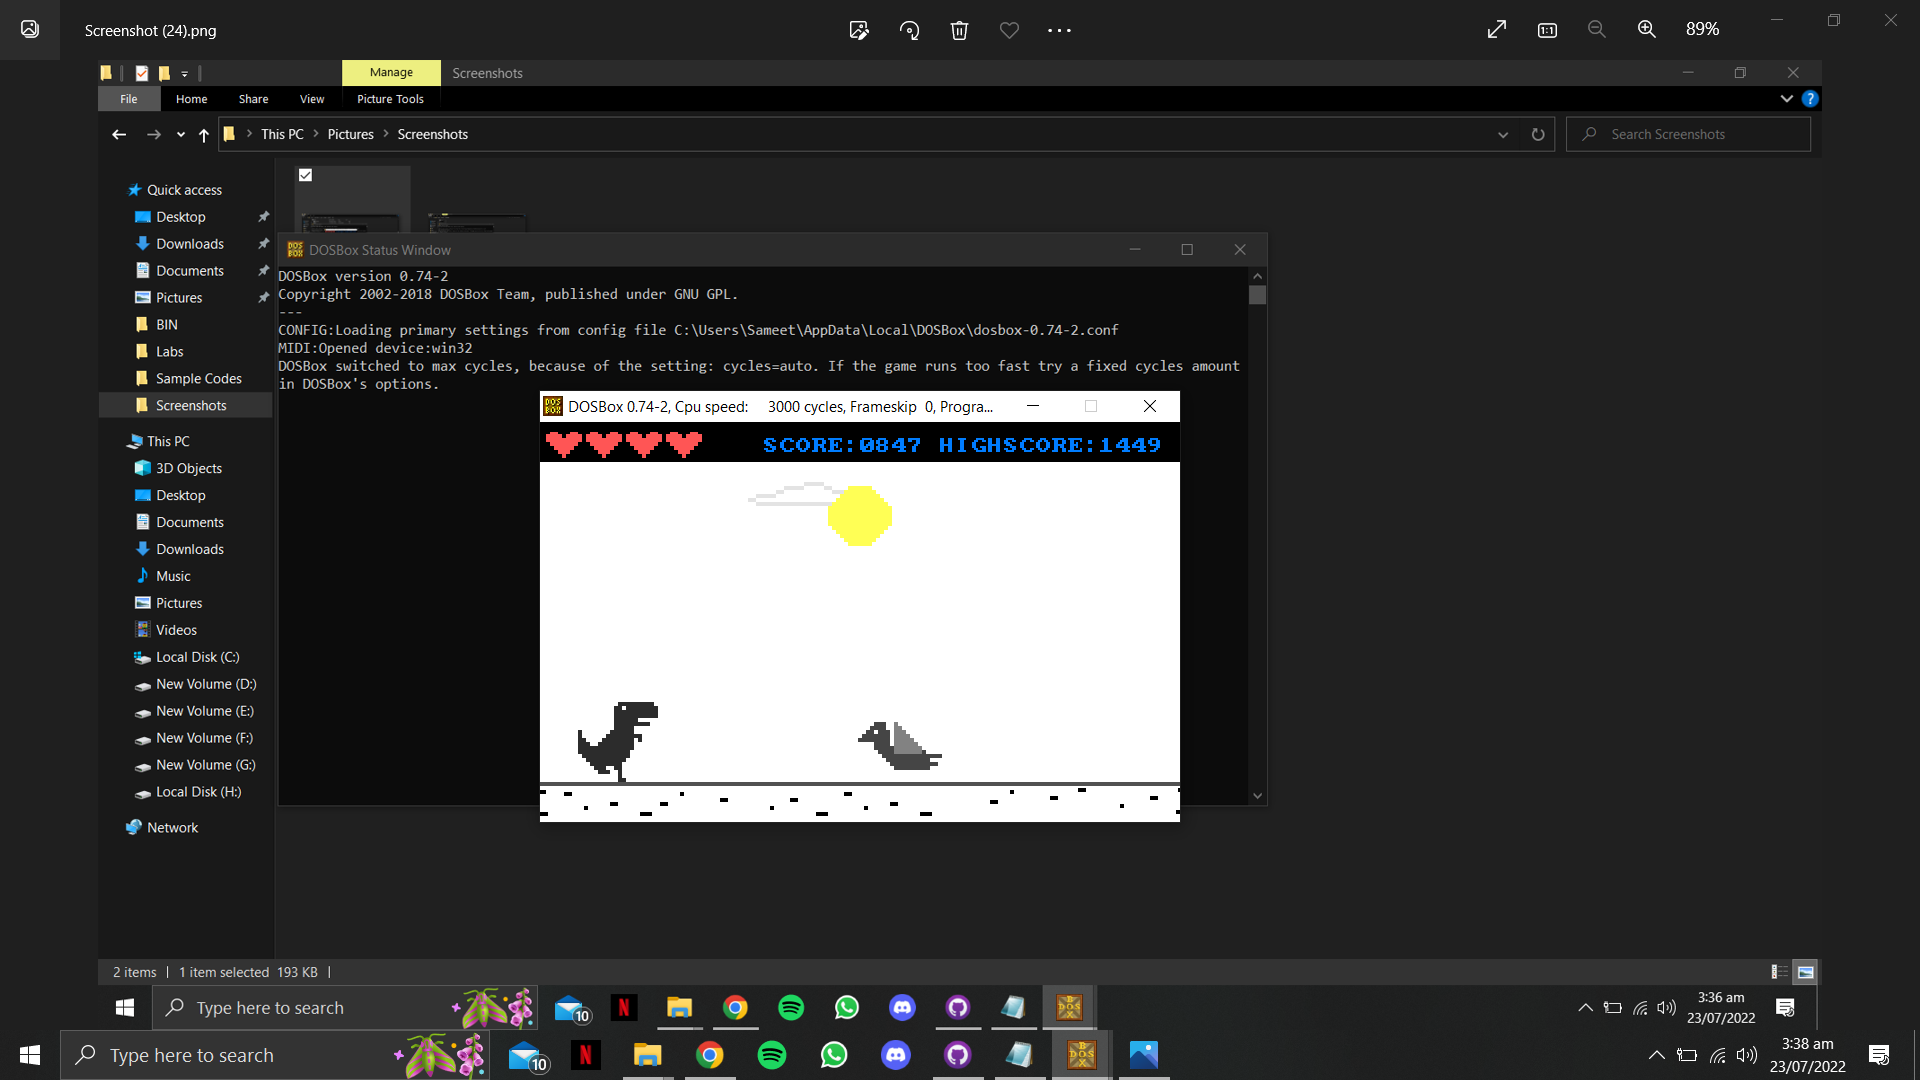 Screenshot (24).png
89%
Manage
Screenshots
File
Home
Share
View
Picture Tools
This PC
Pictures
Screenshots
Search Screenshots
Quick access
Desktop
Downloads
Documents
Pictures
BIN
Labs
Sample Codes
Screenshots
This PC
3D Objects
Desktop
Documents
Downloads
Music
Pictures
Videos
Local Disk (C:)
New Volume (D:)
New Volume (E:)
New Volume (F:)
New Volume (G:)
Local Disk (H:)
Network
DOSBox Status Window
DOSBox version 0.74-2
Copyright 2002-2018 DOSBox Team, published under GNU GPL.
---
CONFIG:Loading primary settings from config file C:\Users\Sameet\AppData\Local\DOSBox\dosbox-0.74-2.conf
MIDI:Opened device:win32
DOSBox switched to max cycles, because of the setting: cycles=auto. If the game runs too fast try a fixed cycles amount
in DOSBox's options.
DOSBox 0.74-2, Cpu speed: 3000 cycles, Frameskip 0, Progra...
SCORE:0847 HIGHSCORE:1449
2 items
1 item selected 193 KB
Type here to search
10
3:36 am
23/07/2022
Type here to search
10
3:38 am
23/07/2022